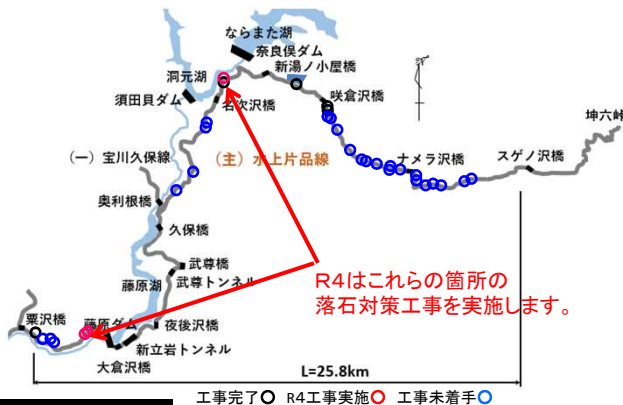 ならまた湖
奈良俣ダム
新湯ノ小屋橋
洞元湖
須田貝ダム
名次沢橋
咲倉沢橋
坤六峠
(一)宝川久保線
(主)水上片品線
ナメラ沢橋
スゲノ沢橋
奥利根橋
久保橋
武尊橋
武尊トンネル
藤原湖
R4はこれらの箇所の
落石対策工事を実施します。
粟沢橋
藤原ダム
夜後沢橋
新立岩トンネル
大倉沢橋
L=25.8km
工事完了〇 R4工事実施〇 工事未着手〇